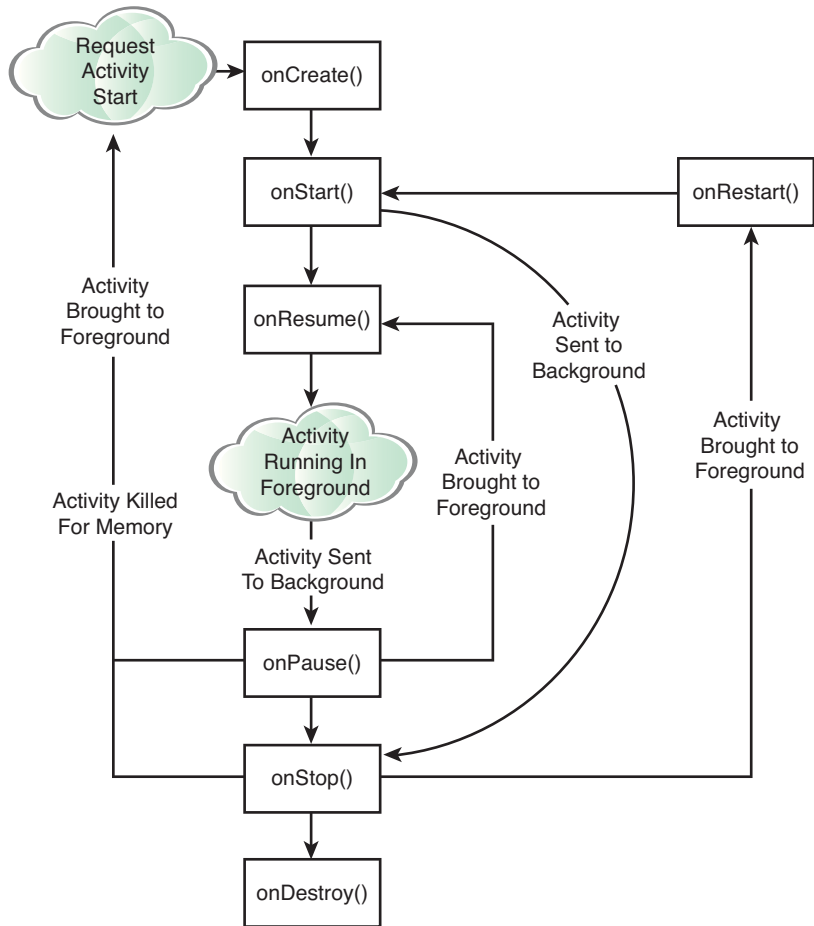 Request
Activity
Start
onCreate()
onStart()
onRestart()
Activity
Brought to
Foreground
onResume()
Activity
Sent to
Background
Activity
Running In
Foreground
Activity
Brought to
Foreground
Activity
Brought to
Foreground
Activity Killed
For Memory
Activity Sent
To Background
onPause()
onStop()
onDestroy()